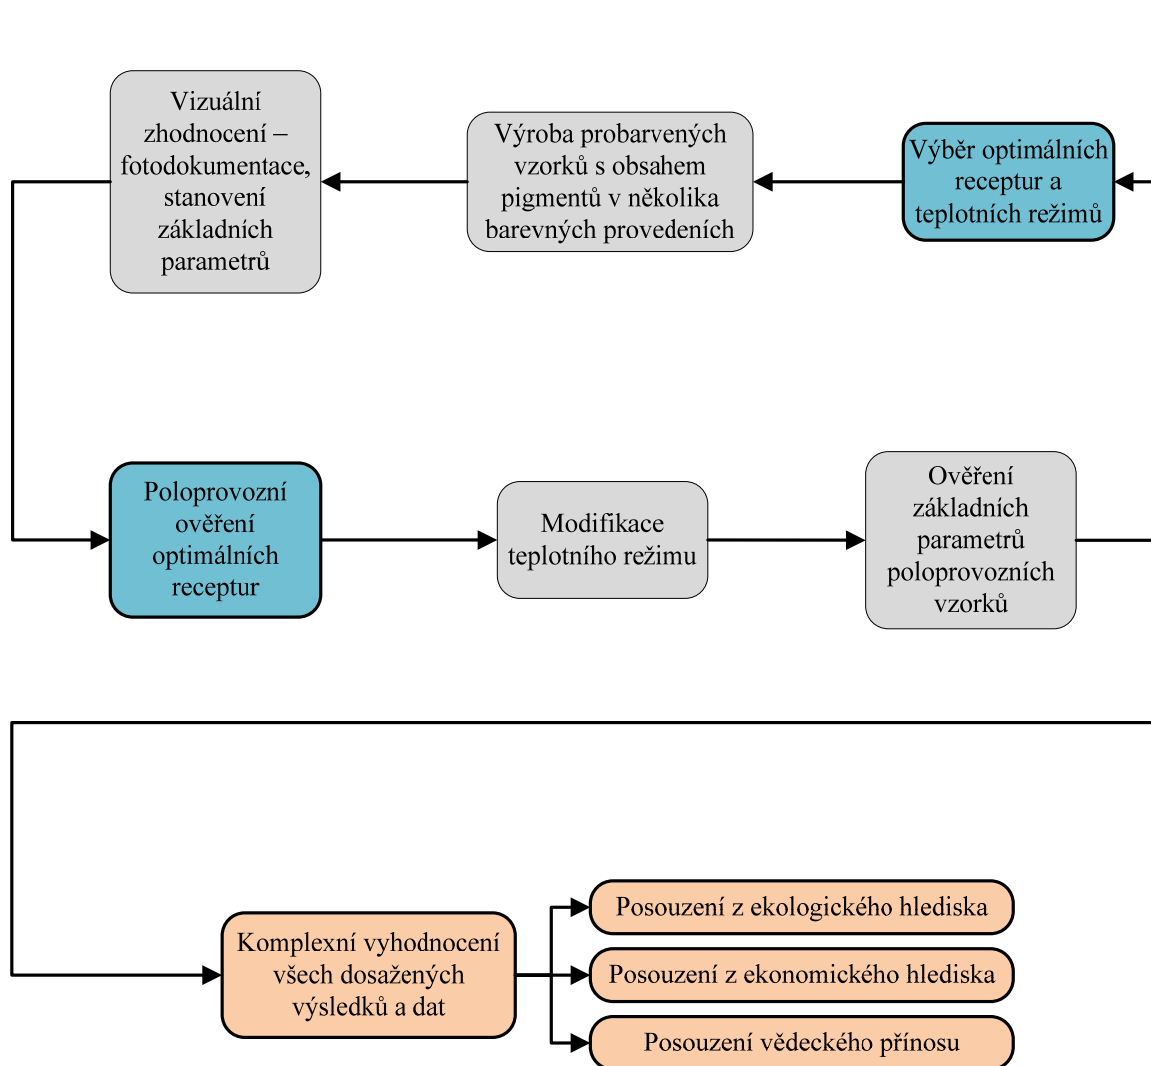 Vizuální
zhodnocení –
fotodokumentace,
stanovení
základních
parametrů
Výroba probarvených
vzorků s obsahem
pigmentů v několika
barevných provedeních
Výběr optimálních
receptur a
teplotních režimů
Poloprovozní
ověření
optimálních
receptur
Modifikace
teplotního režimu
Ověření
základních
parametrů
poloprovozních
vzorků
Komplexní vyhodnocení
všech dosažených
výsledků a dat
Posouzení z ekologického hlediska
Posouzení z ekonomického hlediska
Posouzení vědeckého přínosu